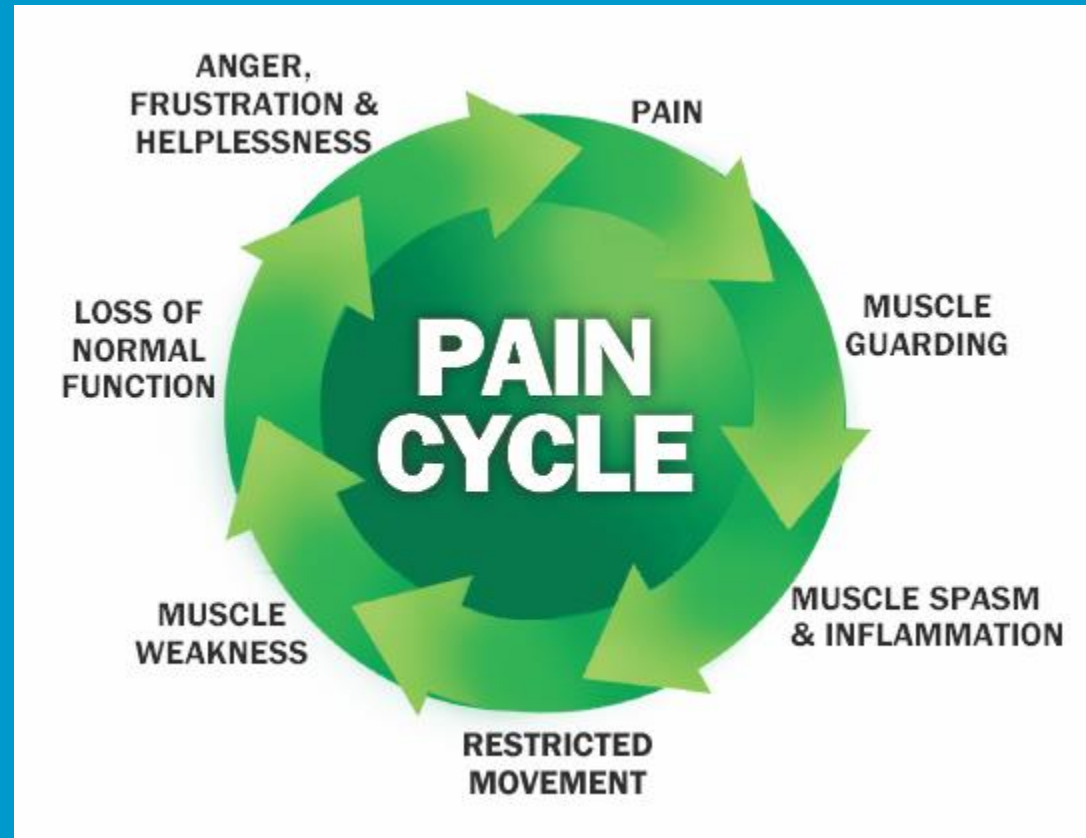 PAIN
CYCLE
PAIN
MUSCLE
GUARDING
MUSCLE SPASM
& INFLAMMATION
RESTRICTED
MOVEMENT
MUSCLE
WEAKNESS
LOSS OF
NORMAL
FUNCTION
ANGER,
FRUSTRATION &
HELPLESSNESS